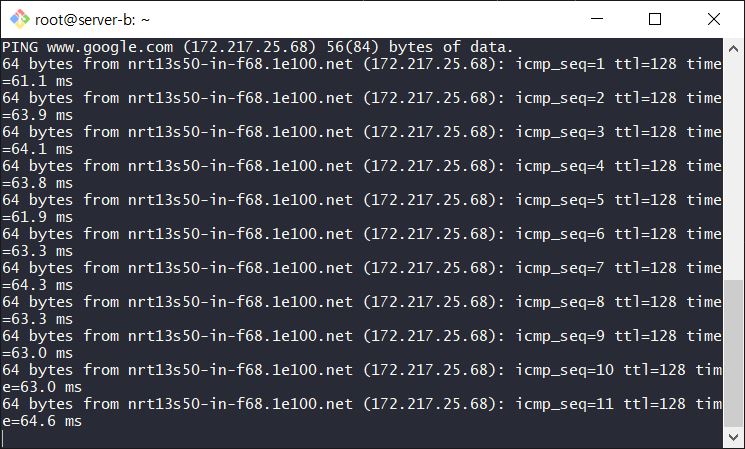 root@server-b: ~
PING www.google.com (172.217.25.68) 56(84) bytes of data.
64 bytes from nrt13s50-in-f68.1e100.net (172.217.25.68): icmp_seq=1 ttl=128 time
=61.1 ms
64 bytes from nrt13s50-in-f68.1e100.net (172.217.25.68): icmp_seq=2 ttl=128 time
=63.9 ms
64 bytes from nrt13s50-in-f68.1e100.net (172.217.25.68): icmp_seq=3 ttl=128 time
=64.1 ms
64 bytes from nrt13s50-in-f68.1e100.net (172.217.25.68): icmp_seq=4 ttl=128 time
=63.8 ms
64 bytes from nrt13s50-in-f68.1e100.net (172.217.25.68): icmp_seq=5 ttl=128 time
=61.9 ms
64 bytes from nrt13s50-in-f68.1e100.net (172.217.25.68): icmp_seq=6 ttl=128 time
=63.3 ms
64 bytes from nrt13s50-in-f68.1e100.net (172.217.25.68): icmp_seq=7 ttl=128 time
=64.3 ms
64 bytes from nrt13s50-in-f68.1e100.net (172.217.25.68): icmp_seq=8 ttl=128 time
=63.3 ms
64 bytes from nrt13s50-in-f68.1e100.net (172.217.25.68): icmp_seq=9 ttl=128 time
=63.0 ms
64 bytes from nrt13s50-in-f68.1e100.net (172.217.25.68): icmp_seq=10 ttl=128 tim
e=63.0 ms
64 bytes from nrt13s50-in-f68.1e100.net (172.217.25.68): icmp_seq=11 ttl=128 tim
e=64.6 ms